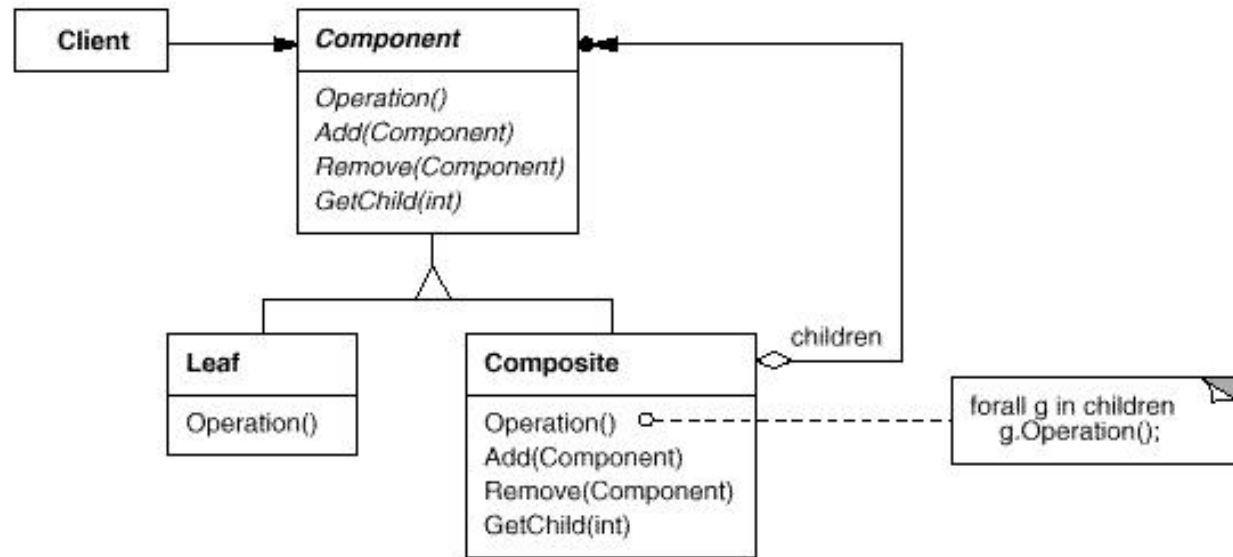 Client
Component
Operation()
Add(Component)
Remove(Component)
GetChild(int)
children
Leaf
Operation()
Composite
Operation()
Add(Component)
Remove(Component)
GetChild(int)
forall g in children
g.Operation();